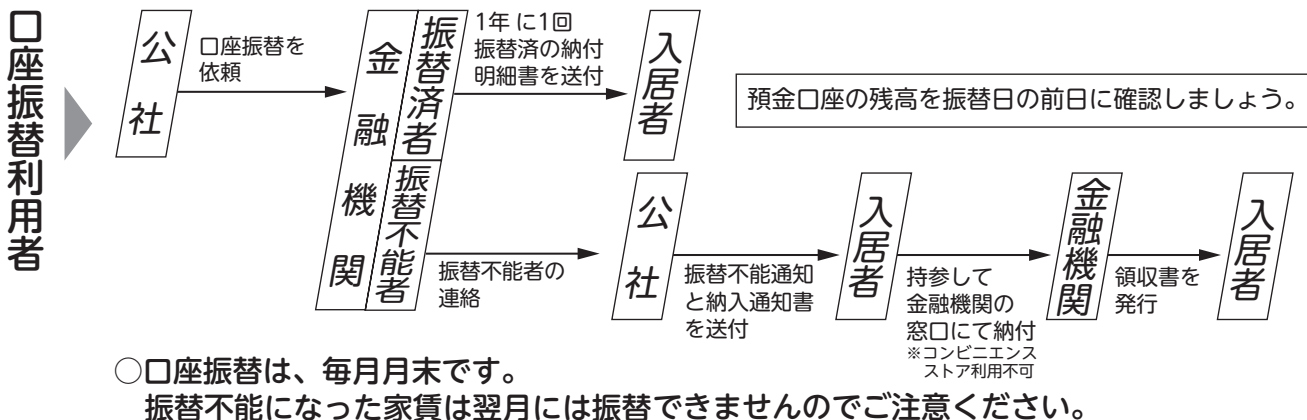 口座振替利用者
公社
口座振替を
依頼
金融機関
振替済者
振替不能者
1年に1回
振替済の納付
明細書を送付
入居者
預金口座の残高を振替日の前日に確認しましょう。
振替不能者の
連絡
公社
振替不能通知
と納入通知書
を送付
入居者
持参して
金融機関の
窓口にて納付
※コンビニエンス
ストア利用不可
金融機関
領収書を
発行
入居者
○口座振替は、毎月月末です。
振替不能になった家賃は翌月には振替できませんのでご注意ください。